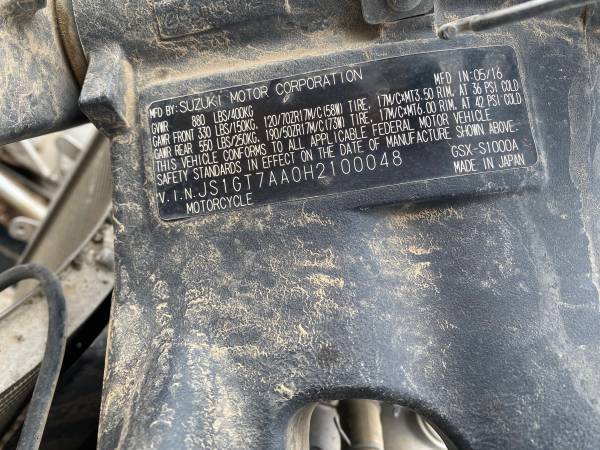 MFD BY: SUZUKI MOTOR CORPORATION MFD IN: 05/16
GVWR 880 LBS/400KG
GAWR FRONT 330 LBS/150KG, 120/70ZR17M/C(58W) TIRE, 17M/C×MT3.50 RIM, AT 36 PSI COLD
GAWR REAR 550 LBS/250KG, 190/50ZR17M/C(73W) TIRE, 17M/C×MT6.00 RIM, AT 42 PSI COLD
THIS VEHICLE CONFORMS TO ALL APPLICABLE FEDERAL MOTOR VEHICLE
SAFETY STANDARDS IN EFFECT ON THE DATE OF MANUFACTURE SHOWN ABOVE.
V.I.N. JS1GT7AA0H2100048 GSX-S1000A
MOTORCYCLE MADE IN JAPAN